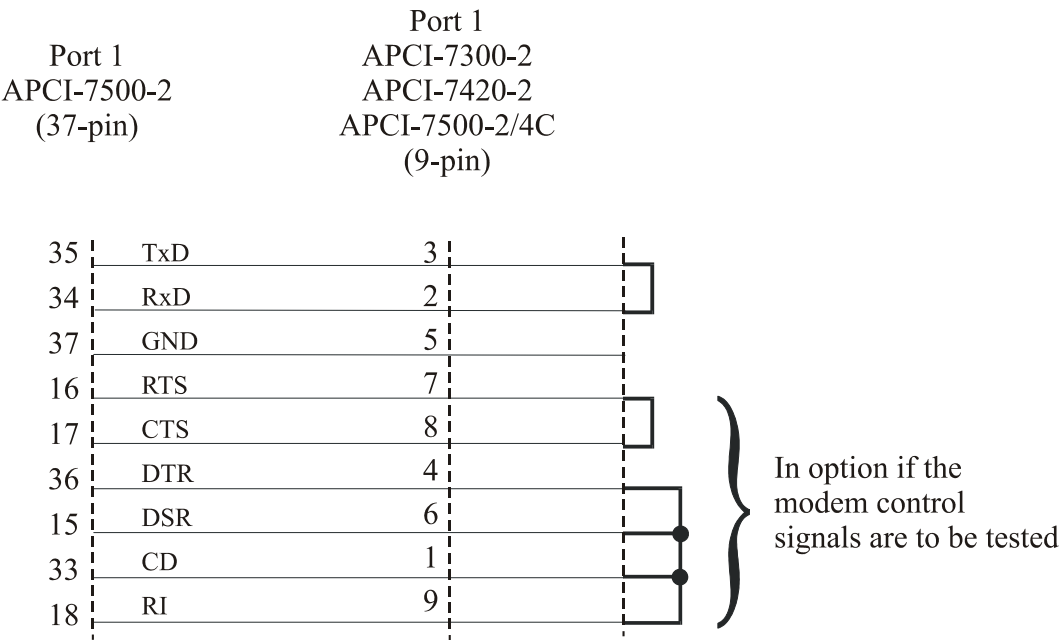 Port 1
APCI-7500-2
(37-pin)
Port 1
APCI-7300-2
APCI-7420-2
APCI-7500-2/4C
(9-pin)
35 TxD 3
34 RxD 2
37 GND 5
16 RTS 7
17 CTS 8
36 DTR 4
15 DSR 6
33 CD 1
18 RI 9
In option if the
modem control
signals are to be tested